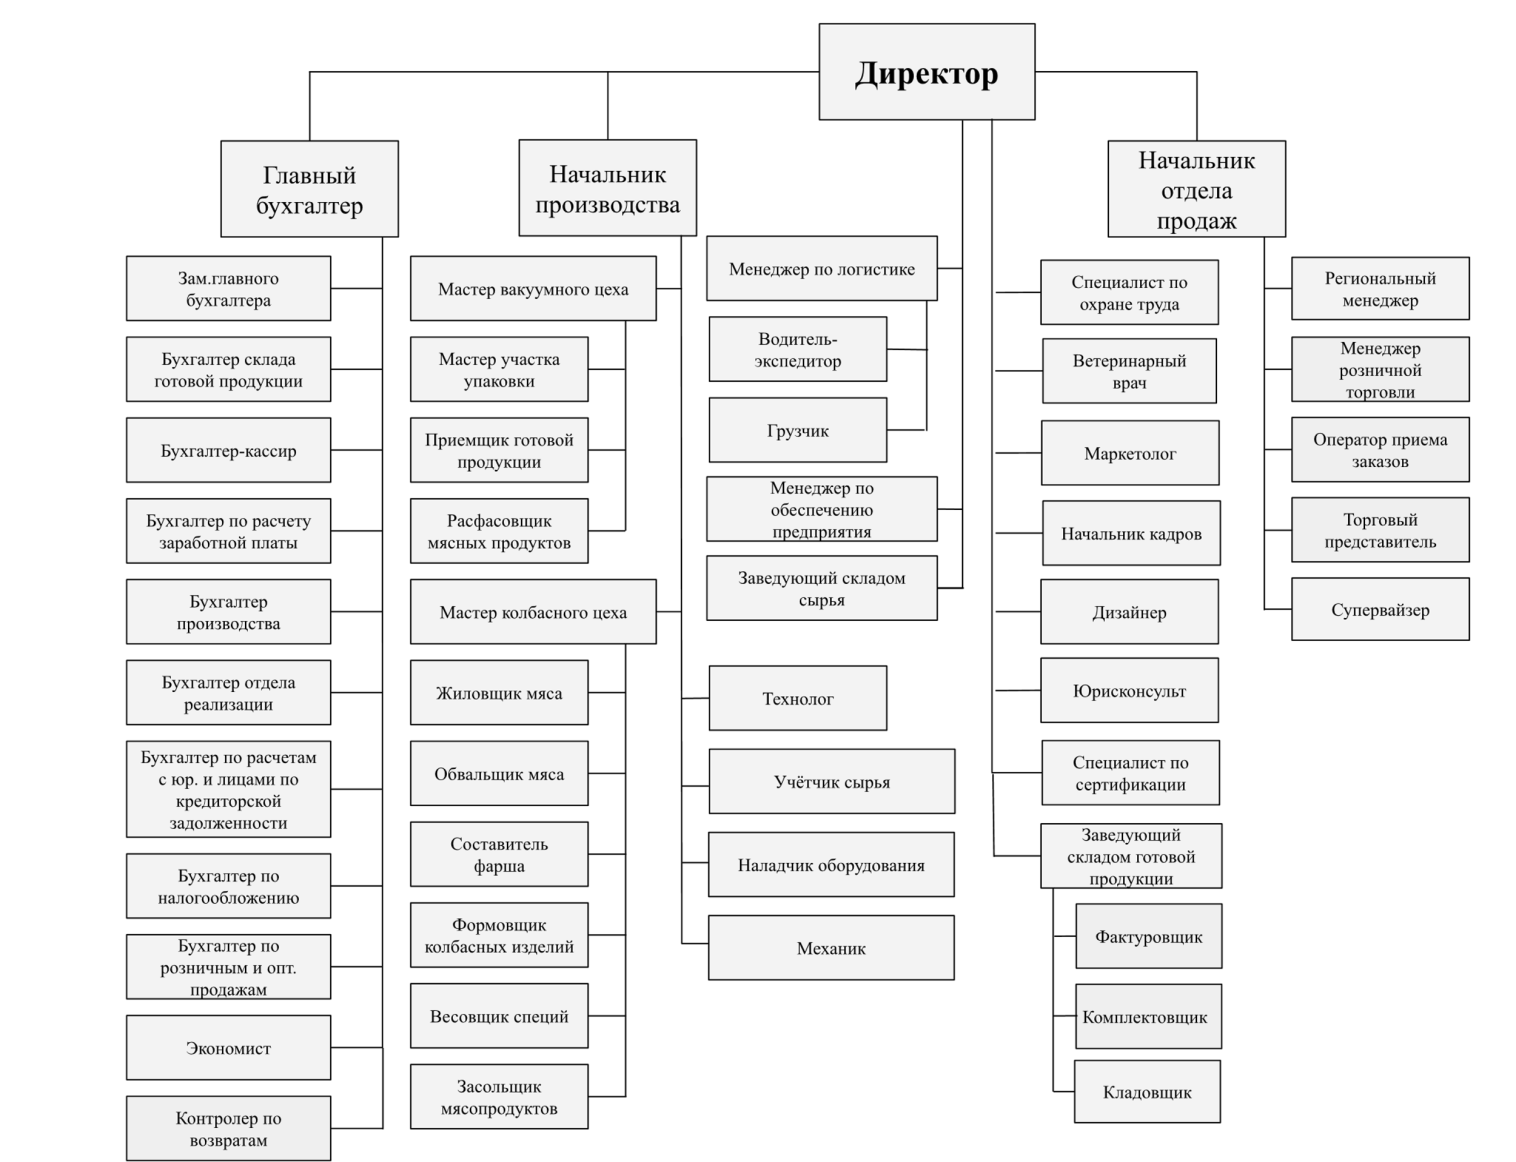 Директор
Главный
бухгалтер
Зам.главного
бухгалтера
Бухгалтер склада
готовой продукции
Бухгалтер-кассир
Бухгалтер по расчету
заработной платы
Бухгалтер
производства
Бухгалтер отдела
реализации
Бухгалтер по расчетам
с юр. и лицами по
кредиторской
задолженности
Бухгалтер по
налогообложению
Бухгалтер по
розничным и опт.
продажам
Экономист
Контролер по
возвратам
Начальник
производства
Мастер вакуумного цеха
Мастер участка
упаковки
Приемщик готовой
продукции
Расфасовщик
мясных продуктов
Мастер колбасного цеха
Жиловщик мяса
Обвальщик мяса
Составитель
фарша
Формовщик
колбасных изделий
Весовщик специй
Засольщик
мясопродуктов
Технолог
Учётчик сырья
Наладчик оборудования
Механик
Менеджер по логистике
Водитель-
экспедитор
Грузчик
Менеджер по
обеспечению
предприятия
Заведующий складом
сырья
Специалист по
охране труда
Ветеринарный
врач
Маркетолог
Начальник кадров
Дизайнер
Юрисконсульт
Специалист по
сертификации
Заведующий
складом готовой
продукции
Фактуровщик
Комплектовщик
Кладовщик
Начальник
отдела
продаж
Региональный
менеджер
Менеджер
розничной
торговли
Оператор приема
заказов
Торговый
представитель
Супервайзер